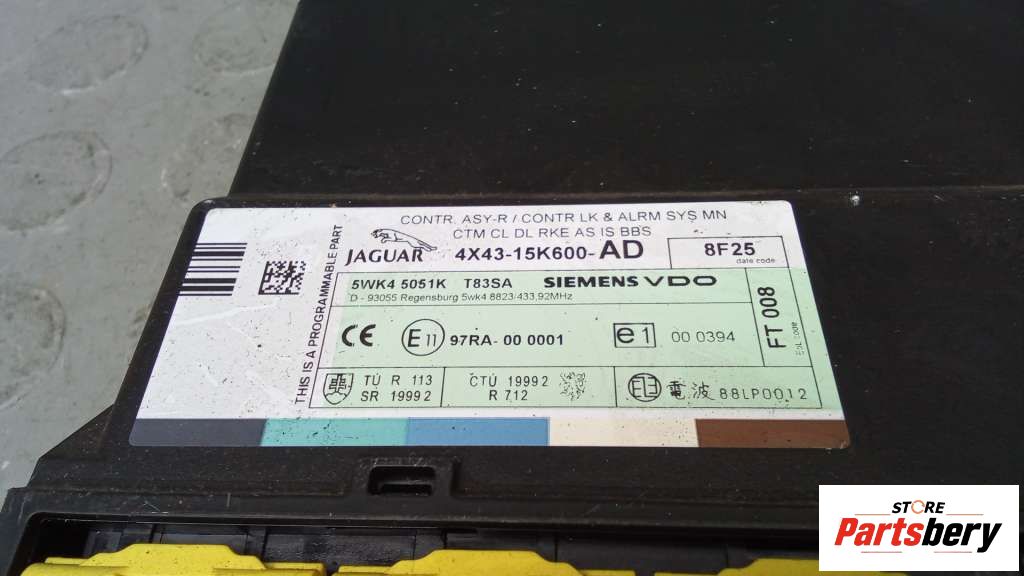 CONTR. ASY-R / CONTR LK & ALRM SYS MN
CTM CL DL RKE AS IS BBS
JAGUAR 4X43-15K600-AD
8F25
date code
THIS IS A PROGRAMMABLE PART
5WK4 5051K T83SA SIEMENS VDO
D - 93055 Regensburg 5wk4 8823/433,92MHz
CE E11 97RA- 00 0001 e1 00 0394
FT 008
EOL code
TÚ R 113
SR 1999 2
ČTÚ 1999 2
R 712
電波 88LP0012
STORE
Partsbery